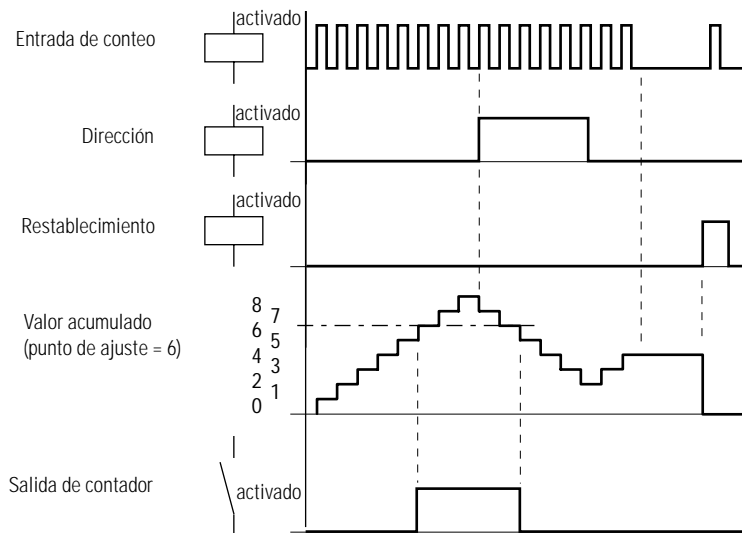 activado
Entrada de conteo
activado
Dirección
activado
Restablecimiento
8
7
Valor acumulado
6
5
(punto de ajuste = 6)
4
3
2
1
0
Salida de contador
activado